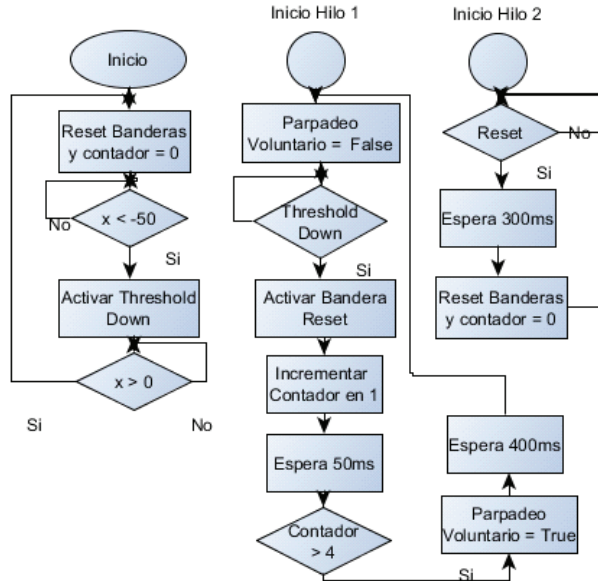 Inicio
Reset Banderas
y contador = 0
x < -50
No
Si
Activar Threshold
Down
x > 0
Si
No
Inicio Hilo 1
Parpadeo
Voluntario = False
Threshold
Down
Si
Activar Bandera
Reset
Incrementar
Contador en 1
Espera 50ms
Contador
> 4
Si
Parpadeo
Voluntario = True
Espera 400ms
Inicio Hilo 2
Reset
No
Si
Espera 300ms
Reset Banderas
y contador = 0